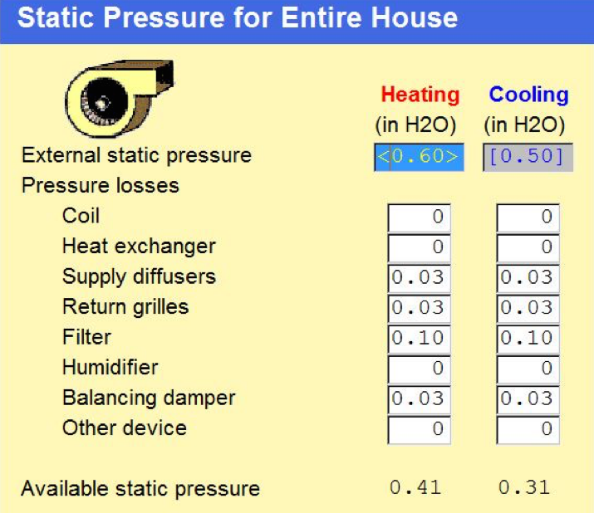 Static Pressure for Entire House
Heating Cooling
(in H2O) (in H2O)
External static pressure <0.60> [0.50]
Pressure losses
Coil 0 0
Heat exchanger 0 0
Supply diffusers 0.03 0.03
Return grilles 0.03 0.03
Filter 0.10 0.10
Humidifier 0 0
Balancing damper 0.03 0.03
Other device 0 0
Available static pressure 0.41 0.31